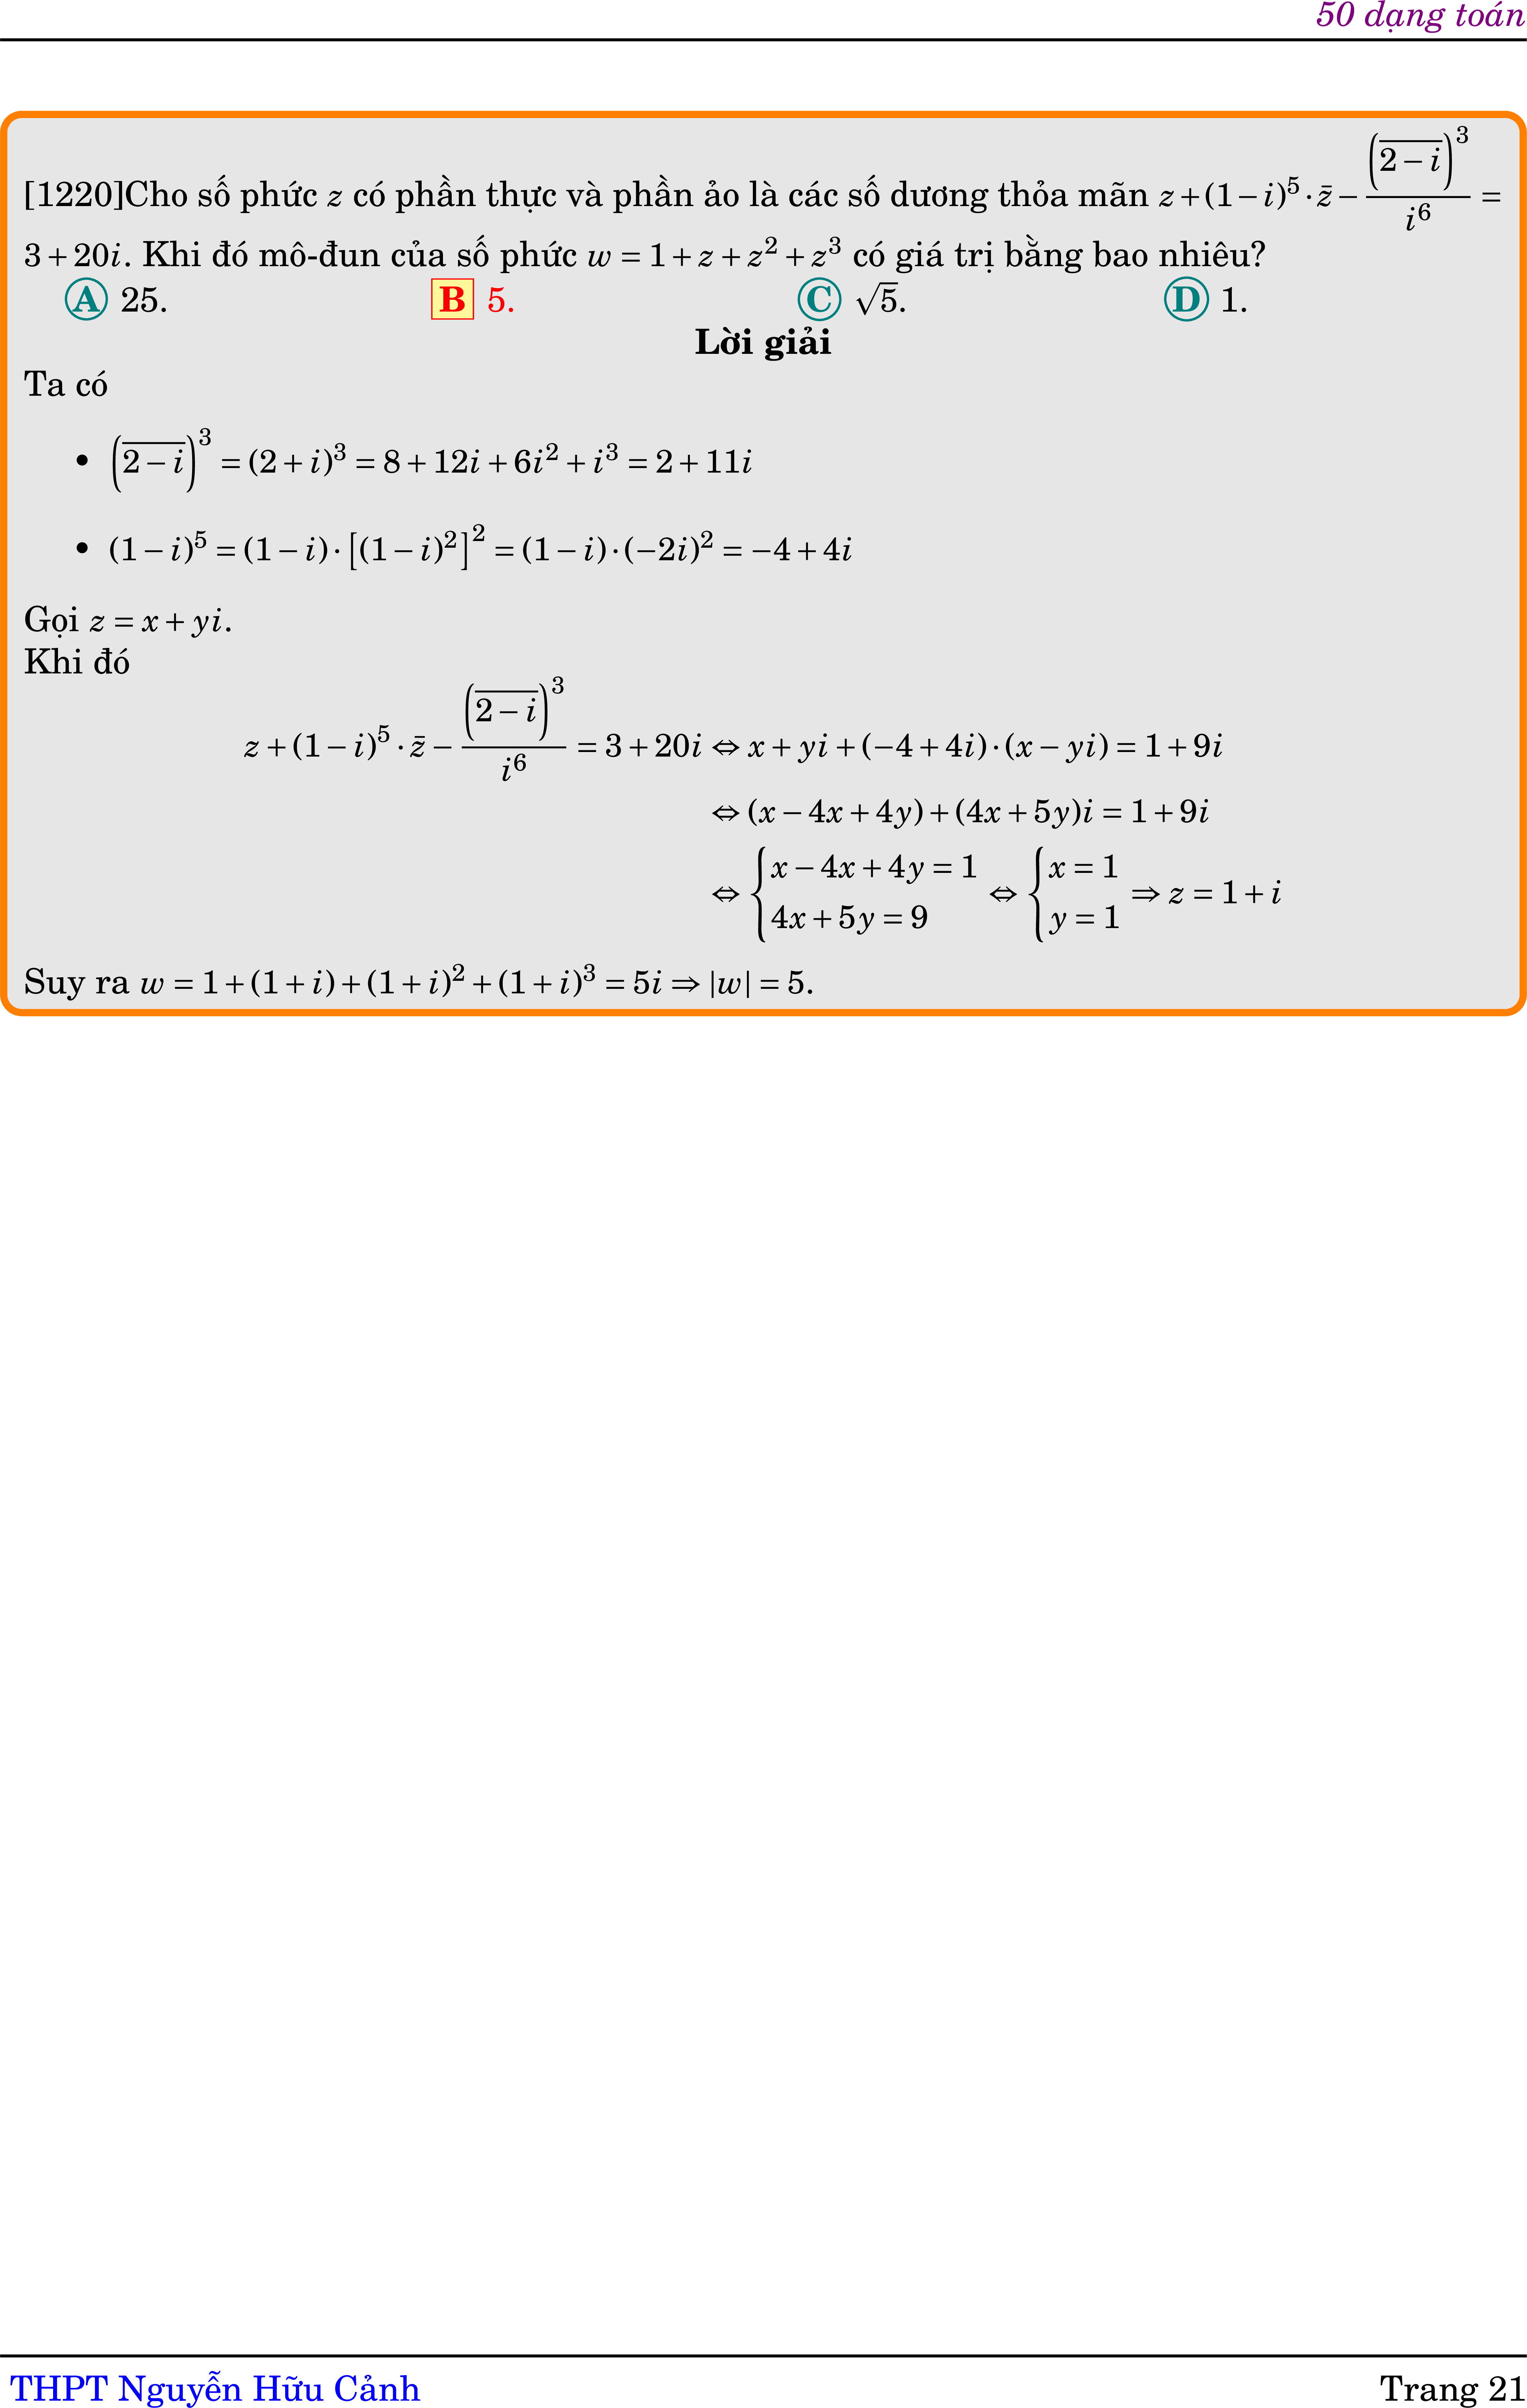 50 dạng toán
[1220]Cho số phức z có phần thực và phần ảo là các số dương thỏa mãn $z+(1-i)^5\cdot\bar{z}-\dfrac{\left(\overline{2-i}\right)^3}{i^6}=$
$3+20i$. Khi đó mô-đun của số phức $w=1+z+z^2+z^3$ có giá trị bằng bao nhiêu?
A 25. B 5. C $\sqrt{5}$. D 1.
Lời giải
Ta có
• $\left(\overline{2-i}\right)^3=(2+i)^3=8+12i+6i^2+i^3=2+11i$
• $(1-i)^5=(1-i)\cdot\left[(1-i)^2\right]^2=(1-i)\cdot(-2i)^2=-4+4i$
Gọi $z=x+yi$.
Khi đó
$z+(1-i)^5\cdot\bar{z}-\dfrac{\left(\overline{2-i}\right)^3}{i^6}=3+20i\Leftrightarrow x+yi+(-4+4i)\cdot(x-yi)=1+9i$
$\Leftrightarrow(x-4x+4y)+(4x+5y)i=1+9i$
$\Leftrightarrow\begin{cases}x-4x+4y=1\\4x+5y=9\end{cases}\Leftrightarrow\begin{cases}x=1\\y=1\end{cases}\Rightarrow z=1+i$
Suy ra $w=1+(1+i)+(1+i)^2+(1+i)^3=5i\Rightarrow|w|=5$.
THPT Nguyễn Hữu Cảnh Trang 21